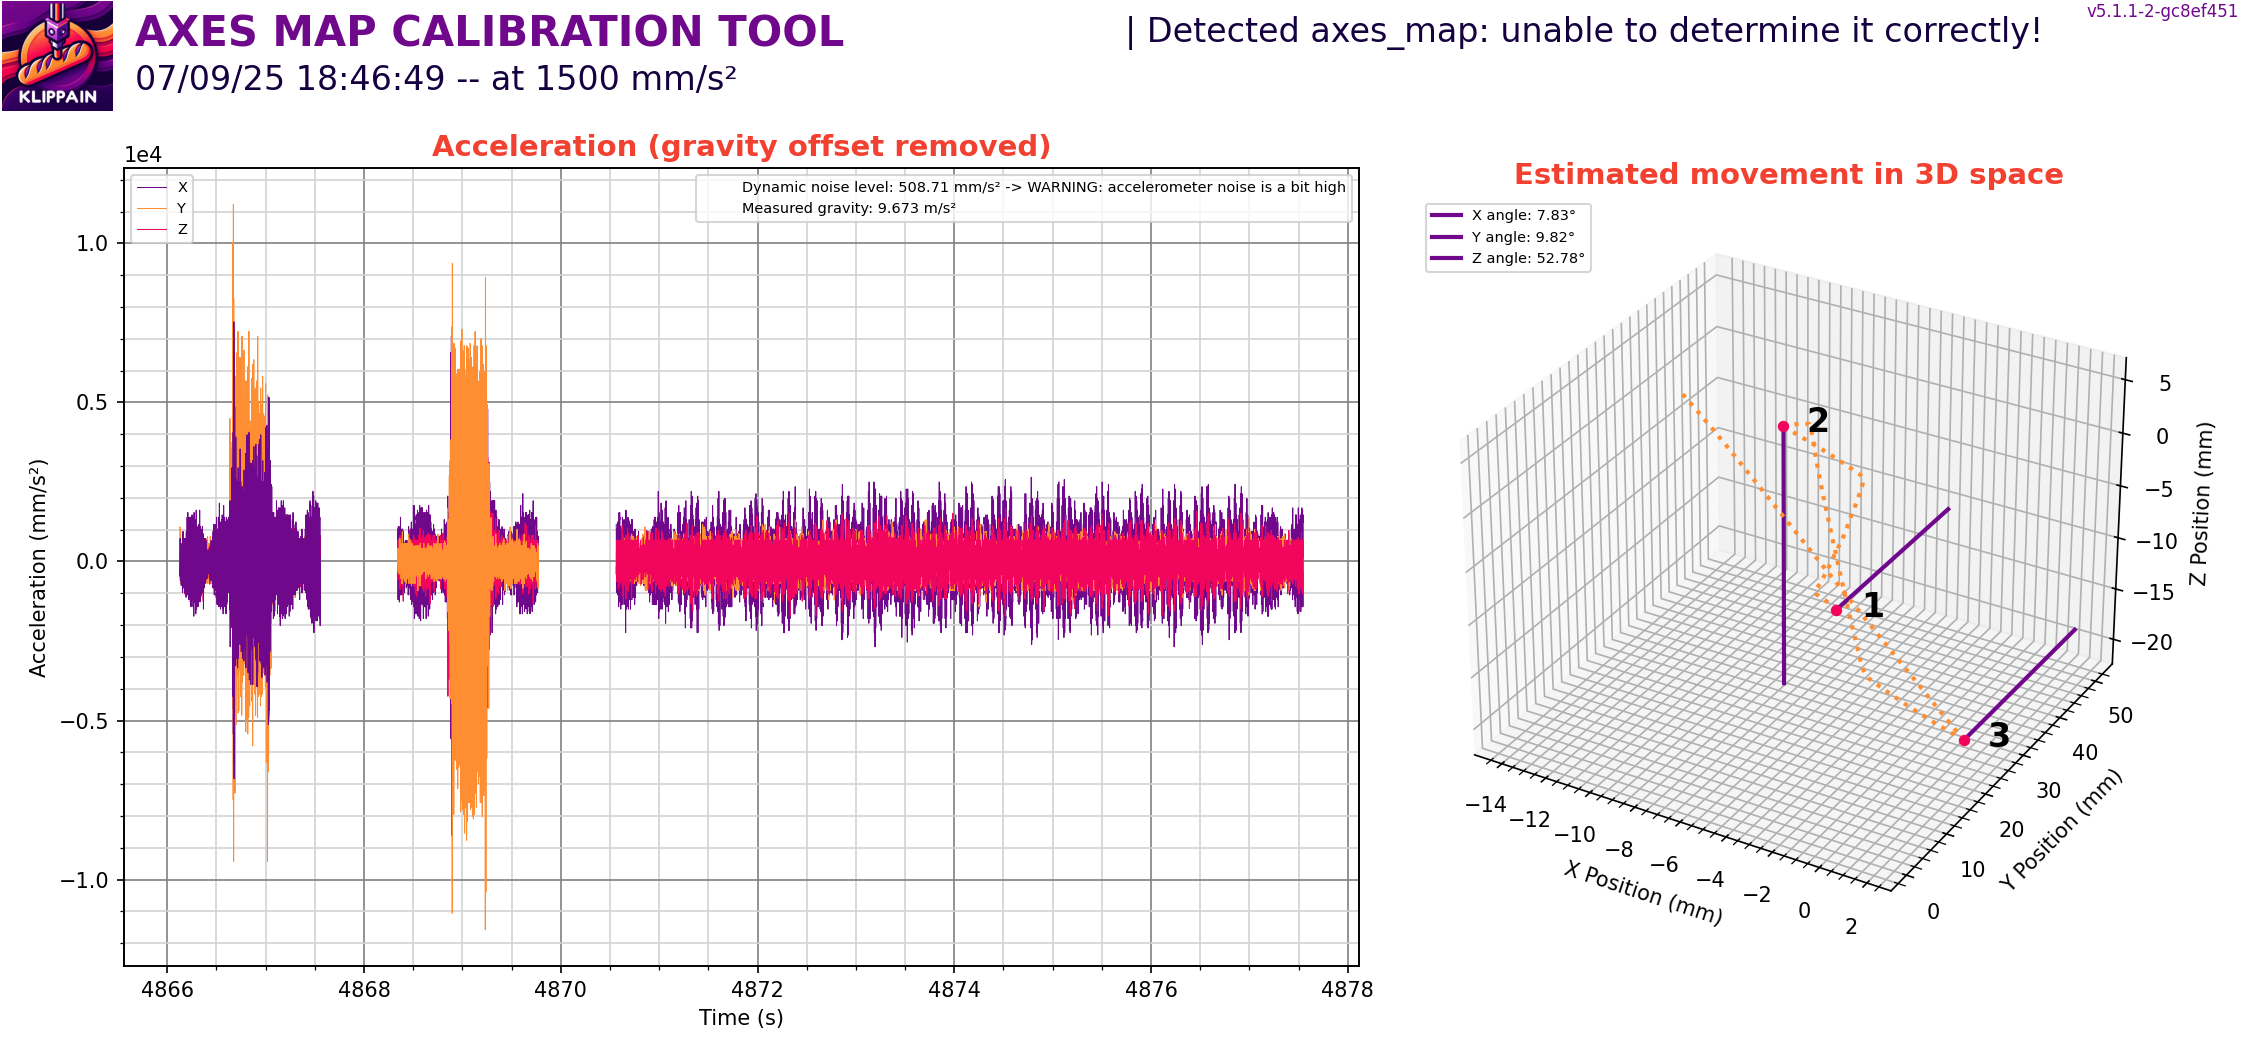 KLIPPAIN
AXES MAP CALIBRATION TOOL
07/09/25 18:46:49 -- at 1500 mm/s²
| Detected axes_map: unable to determine it correctly!
v5.1.1-2-gc8ef451
Acceleration (gravity offset removed)
1e4
X
Y
Z
Dynamic noise level: 508.71 mm/s² -> WARNING: accelerometer noise is a bit high
Measured gravity: 9.673 m/s²
1.0
0.5
0.0
−0.5
−1.0
Acceleration (mm/s²)
4866 4868 4870 4872 4874 4876 4878
Time (s)
Estimated movement in 3D space
X angle: 7.83°
Y angle: 9.82°
Z angle: 52.78°
2
1
3
5
0
−5
−10
−15
−20
Z Position (mm)
−14 −12 −10 −8 −6 −4 −2 0 2
X Position (mm)
0 10 20 30 40 50
Y Position (mm)